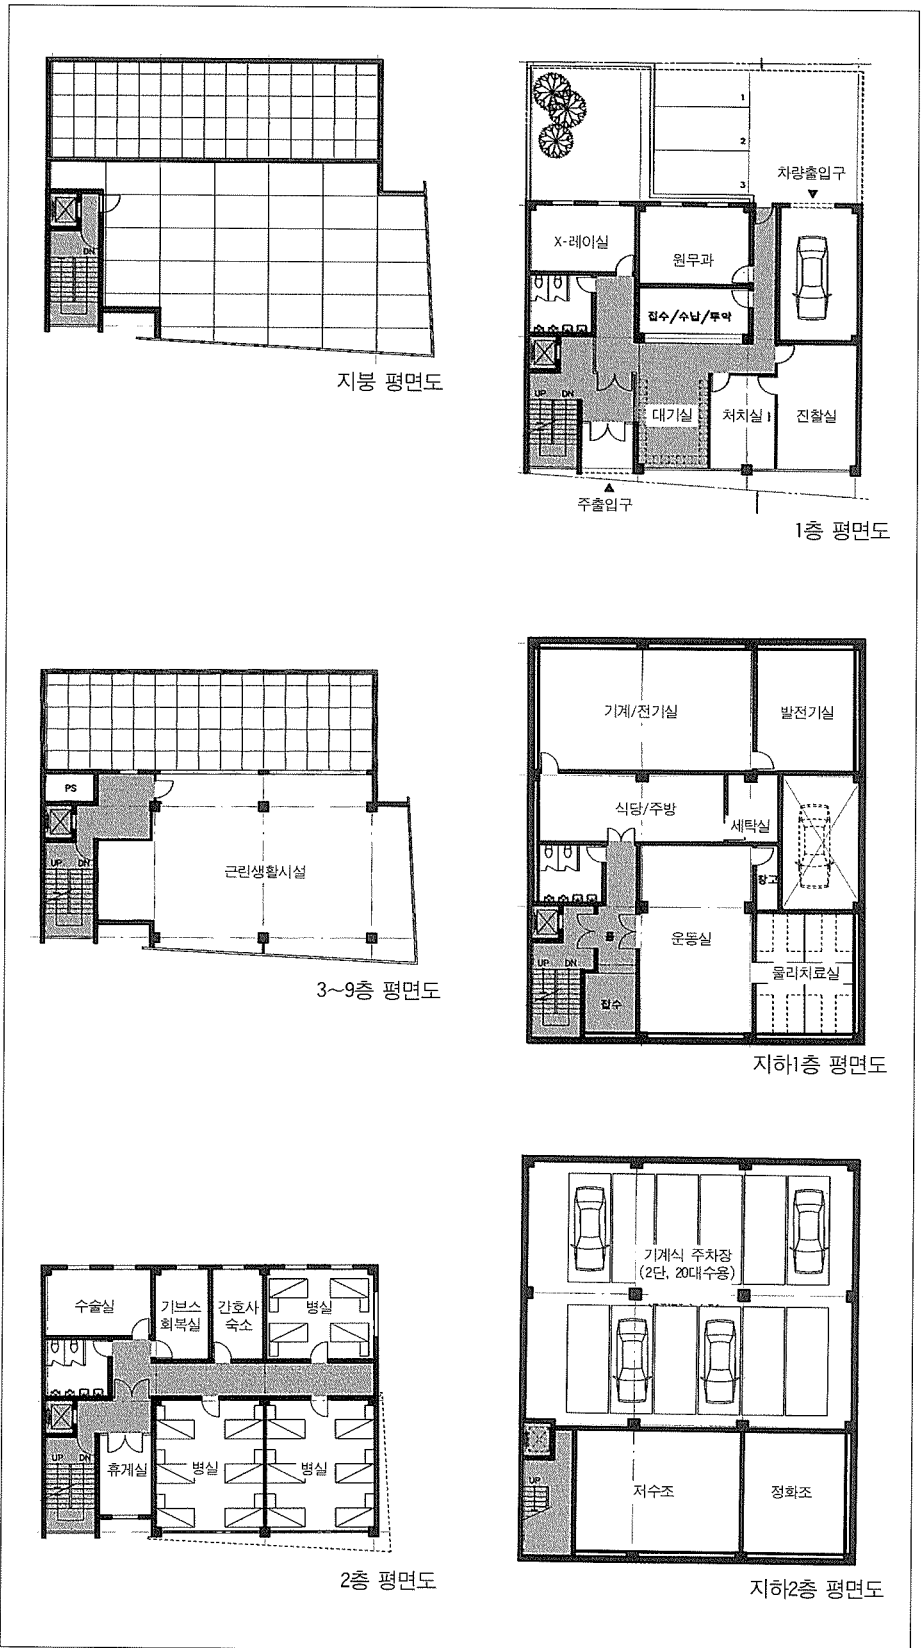 DN
지붕 평면도
1
2
3
차량출입구
X-레이실
원무과
접수/수납/투약
UP DN
대기실
처치실
진찰실
주출입구
1층 평면도
PS
UP DN
근린생활시설
3~9층 평면도
기계/전기실
발전기실
식당/주방
세탁실
창고
홀
운동실
물리치료실
UP DN
접수
지하1층 평면도
수술실
기브스
회복실
간호사
숙소
병실
UP DN
휴게실
병실
병실
2층 평면도
기계식 주차장
(2단, 20대수용)
UP
저수조
정화조
지하2층 평면도